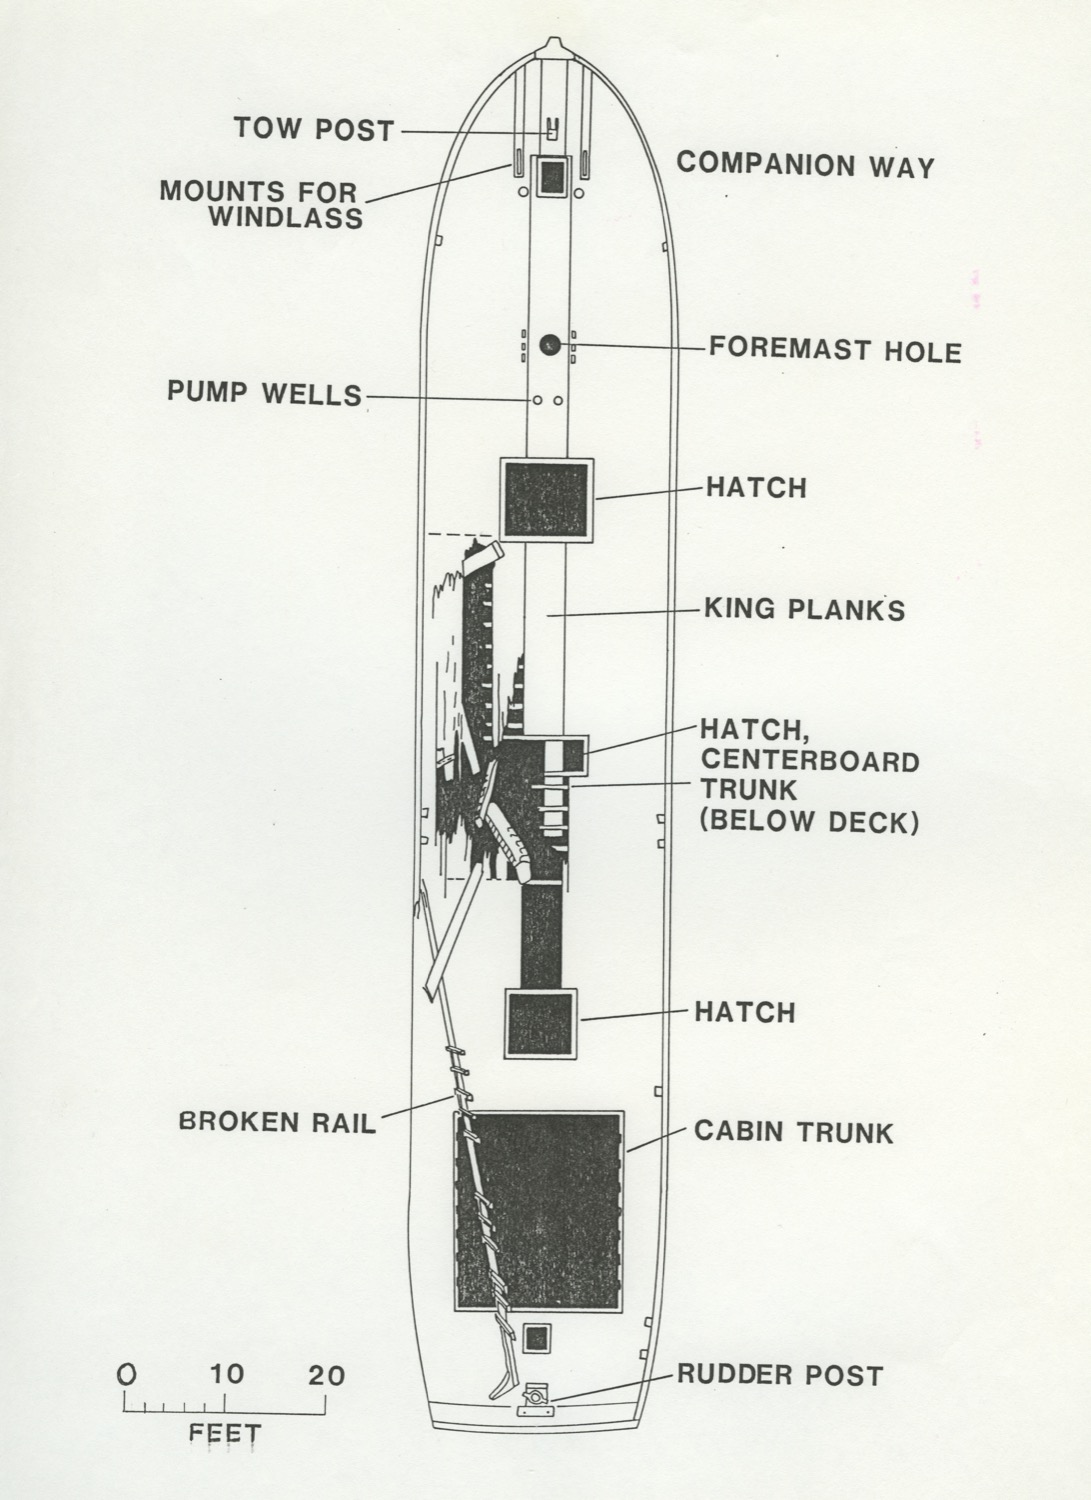 TOW POST
COMPANION WAY
MOUNTS FOR
WINDLASS
FOREMAST HOLE
PUMP WELLS
HATCH
KING PLANKS
HATCH,
CENTERBOARD
TRUNK
(BELOW DECK)
HATCH
BROKEN RAIL
CABIN TRUNK
RUDDER POST
0 10 20
FEET